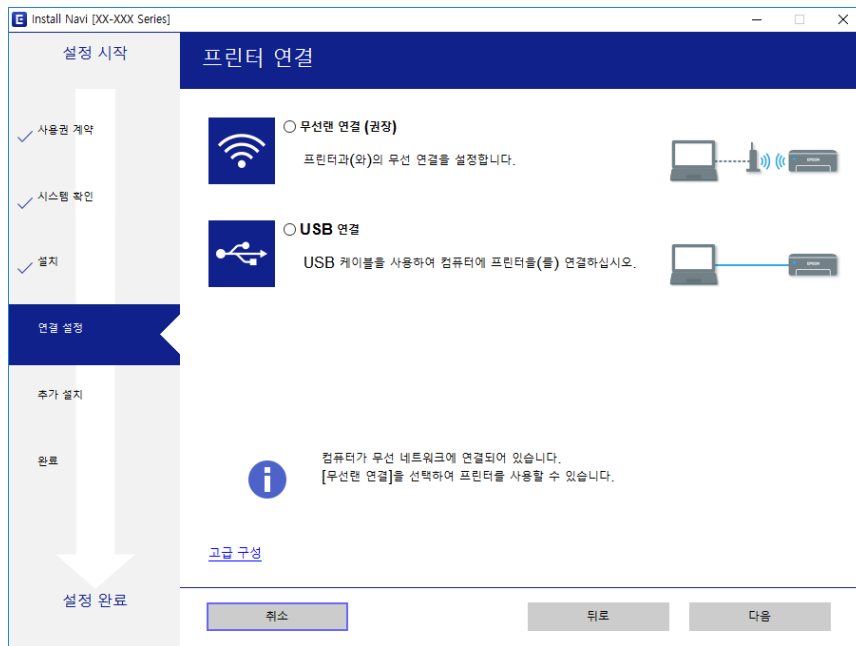 Install Navi [XX-XXX Series]
설정 시작
프린터 연결
사용권 계약
시스템 확인
설치
연결 설정
추가 설치
완료
설정 완료
무선랜 연결 (권장)
프린터과(와)의 무선 연결을 설정합니다.
EPSON
USB 연결
USB 케이블을 사용하여 컴퓨터에 프린터을(를) 연결하십시오.
EPSON
컴퓨터가 무선 네트워크에 연결되어 있습니다.
[무선랜 연결]을 선택하여 프린터를 사용할 수 있습니다.
고급 구성
취소
뒤로
다음